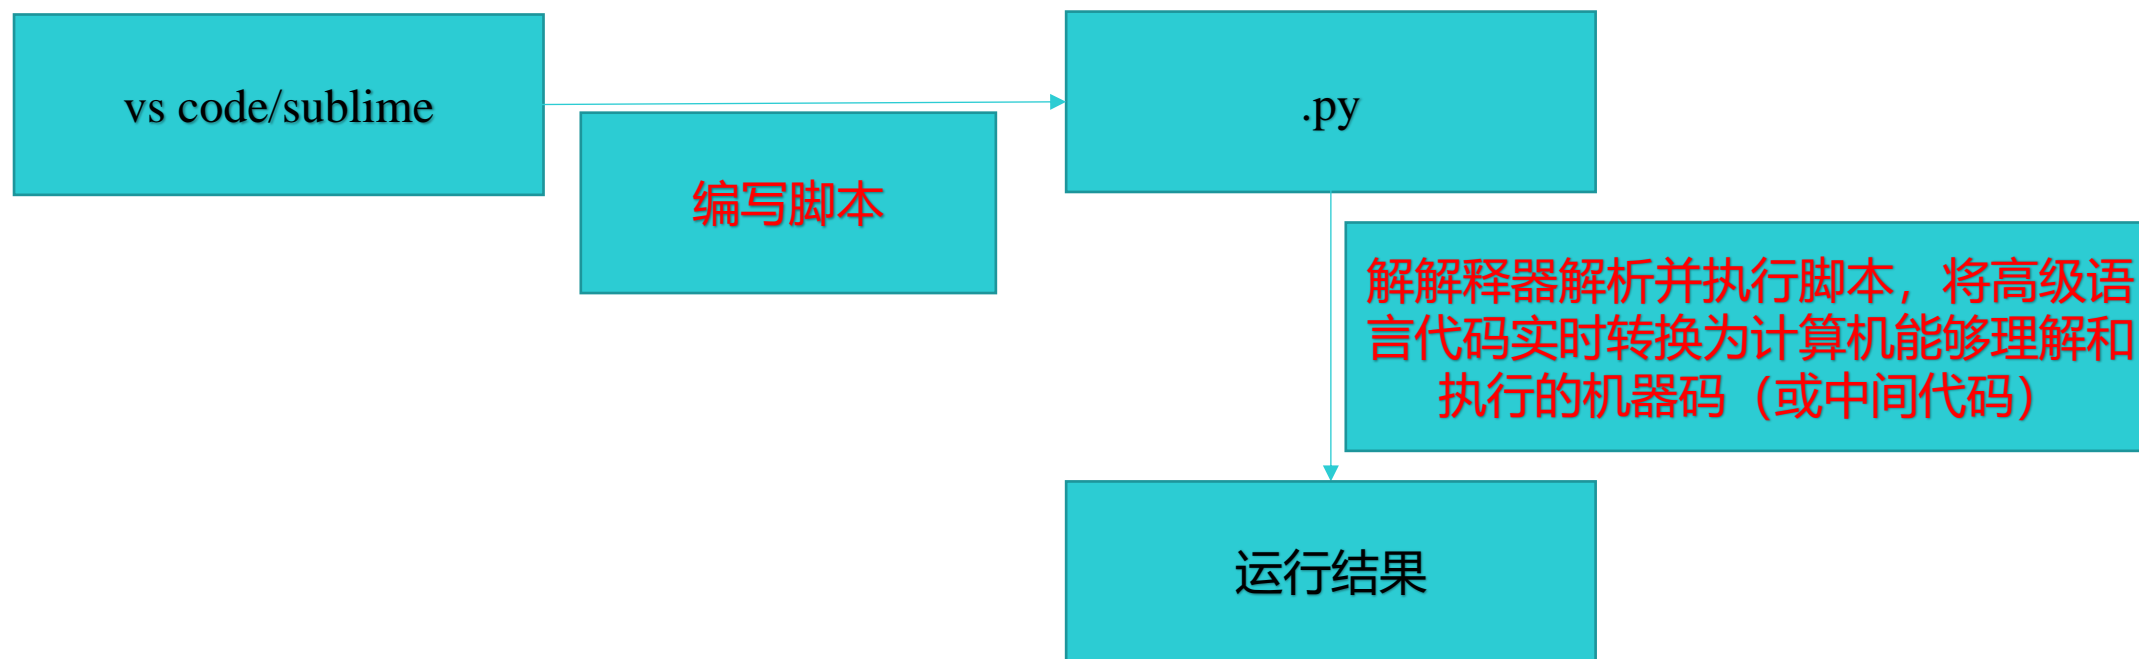 vs code/sublime
.py
编写脚本
解解释器解析并执行脚本，将高级语
言代码实时转换为计算机能够理解和
执行的机器码（或中间代码）
运行结果